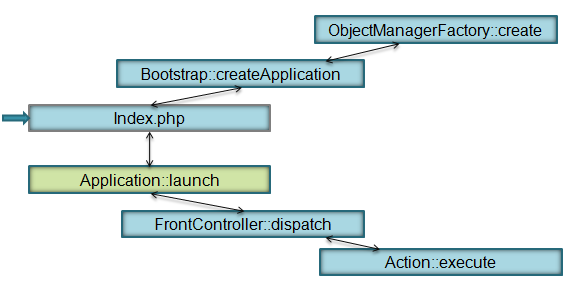 ObjectManagerFactory::create
Bootstrap::createApplication
Index.php
Application::launch
FrontController::dispatch
Action::execute